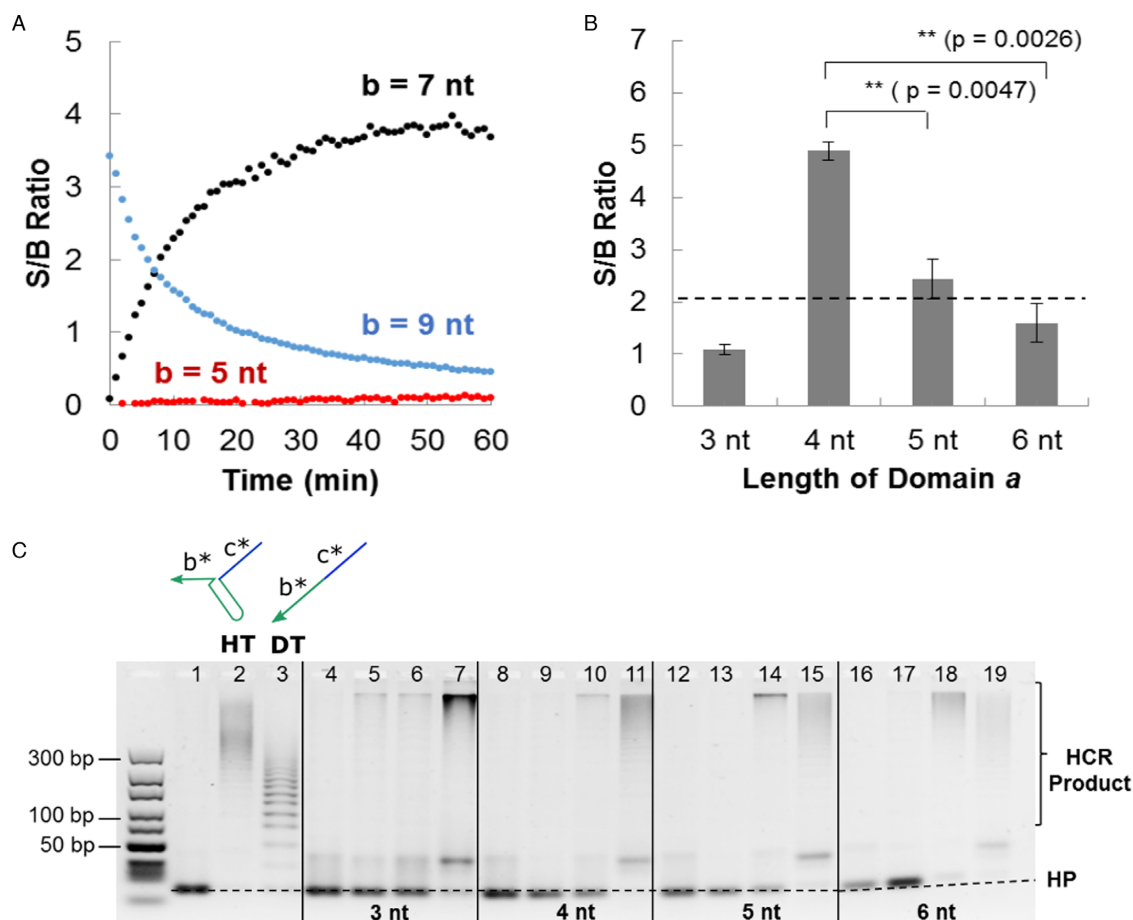 A
5
4
3
2
1
0
S/B Ratio
b = 7 nt
b = 9 nt
b = 5 nt
0 10 20 30 40 50 60
Time (min)
B
7
6
5
4
3
2
1
0
S/B Ratio
** (p = 0.0026)
** ( p = 0.0047)
3 nt 4 nt 5 nt 6 nt
Length of Domain a
C
b* c*
b* c*
HT DT
1 2 3 4 5 6 7 8 9 10 11 12 13 14 15 16 17 18 19
300 bp
100 bp
50 bp
HCR
Product
HP
3 nt 4 nt 5 nt 6 nt